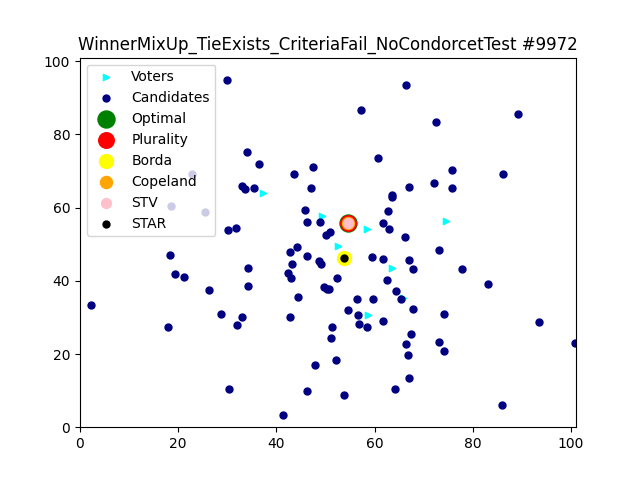 WinnerMixUp_TieExists_CriteriaFail_NoCondorcetTest #9972
100
80
60
40
20
0
0 20 40 60 80 100
Voters
Candidates
Optimal
Plurality
Borda
Copeland
STV
STAR